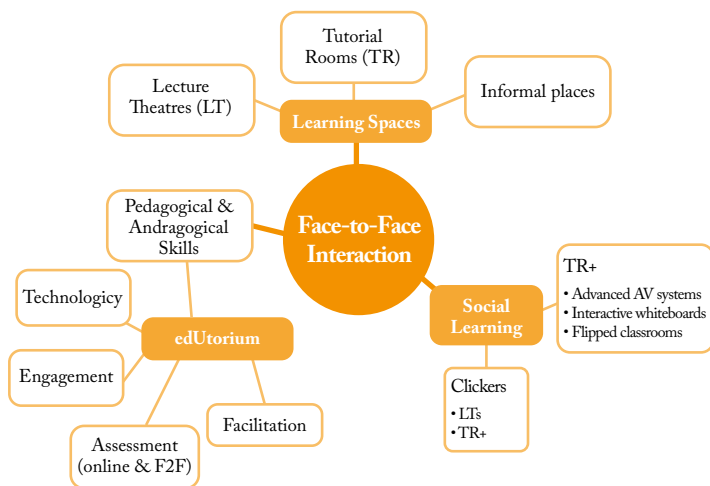 Tutorial
Rooms (TR)
Lecture
Theatres (LT)
Informal places
Learning Spaces
Face-to-Face
Interaction
Pedagogical &
Andragogical
Skills
Technologicy
edUtorium
Engagement
Assessment
(online & F2F)
Facilitation
Social
Learning
TR+
• Advanced AV systems
• Interactive whiteboards
• Flipped classrooms
Clickers
• LTs
• TR+